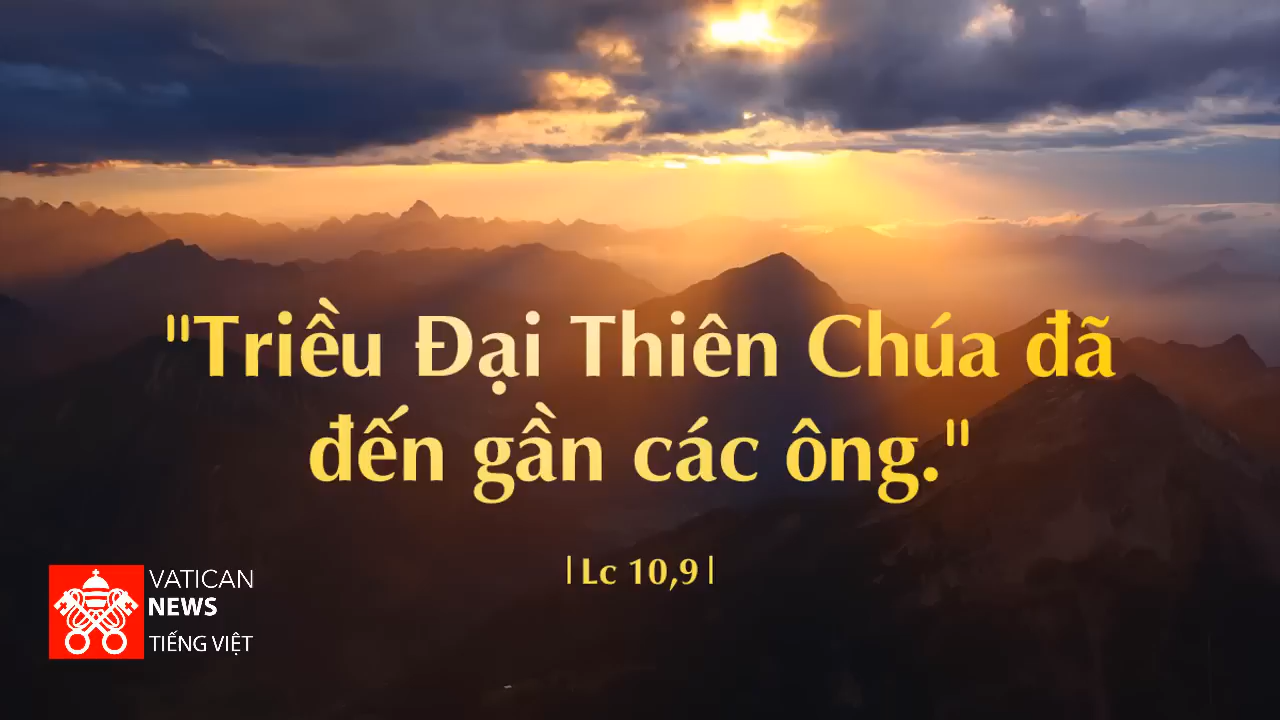 "Triều Đại Thiên Chúa đã
đến gần các ông."
|Lc 10,9|
VATICAN
NEWS
TIẾNG VIỆT